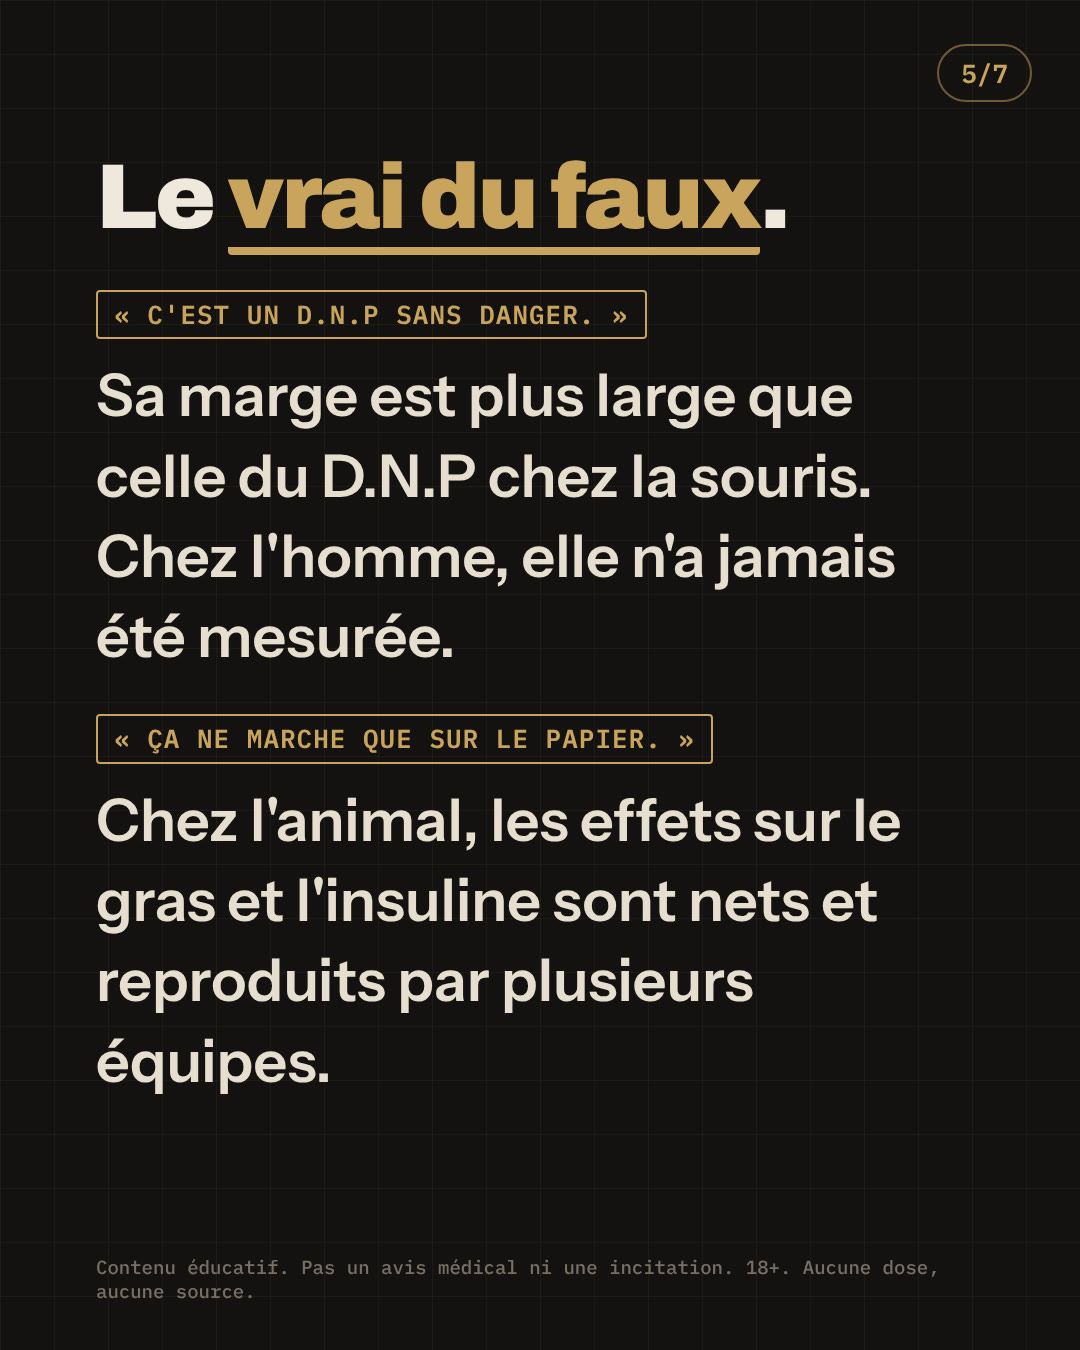 5/7
Le vrai du faux.
« C'EST UN D.N.P SANS DANGER. »
Sa marge est plus large que
celle du D.N.P chez la souris.
Chez l'homme, elle n'a jamais
été mesurée.
« ÇA NE MARCHE QUE SUR LE PAPIER. »
Chez l'animal, les effets sur le
gras et l'insuline sont nets et
reproduits par plusieurs
équipes.
Contenu éducatif. Pas un avis médical ni une incitation. 18+. Aucune dose,
aucune source.